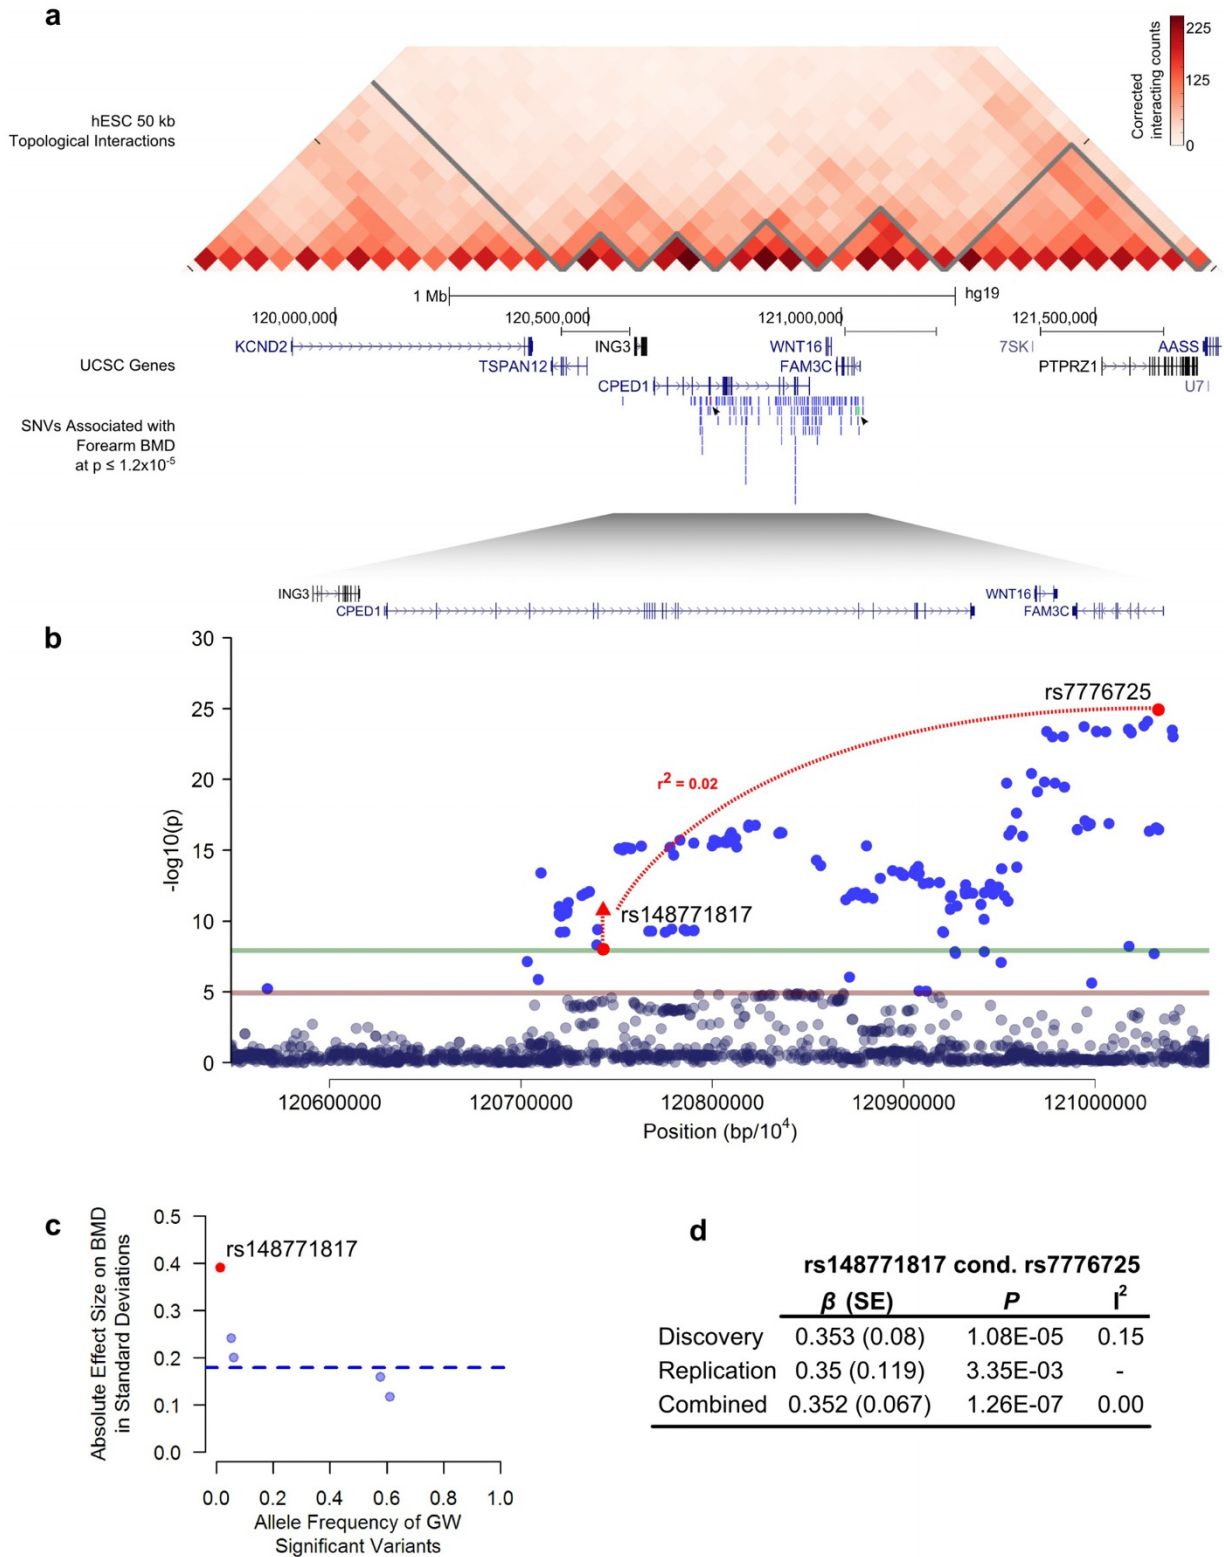 a
225
125
0
Corrected
interacting counts
hESC 50 kb
Topological Interactions
1 Mb
hg19
120,000,000
120,500,000
121,000,000
121,500,000
KCND2
ING3
WNT16
7SK
AASS
UCSC Genes
TSPAN12
FAM3C
PTPRZ1
CPED1
U7
SNVs Associated with
Forearm BMD
at p ≤ 1.2x10⁻⁵
ING3
WNT16
CPED1
FAM3C
b
30
25
20
15
10
5
0
-log10(p)
rs7776725
r² = 0.02
rs148771817
120600000
120700000
120800000
120900000
121000000
Position (bp/10⁴)
c
Absolute Effect Size on BMD
in Standard Deviations
0.5
0.4
0.3
0.2
0.1
0.0
rs148771817
0.0 0.2 0.4 0.6 0.8 1.0
Allele Frequency of GW
Significant Variants
d
rs148771817 cond. rs7776725
β (SE) P I²
Discovery 0.353 (0.08) 1.08E-05 0.15
Replication 0.35 (0.119) 3.35E-03 -
Combined 0.352 (0.067) 1.26E-07 0.00